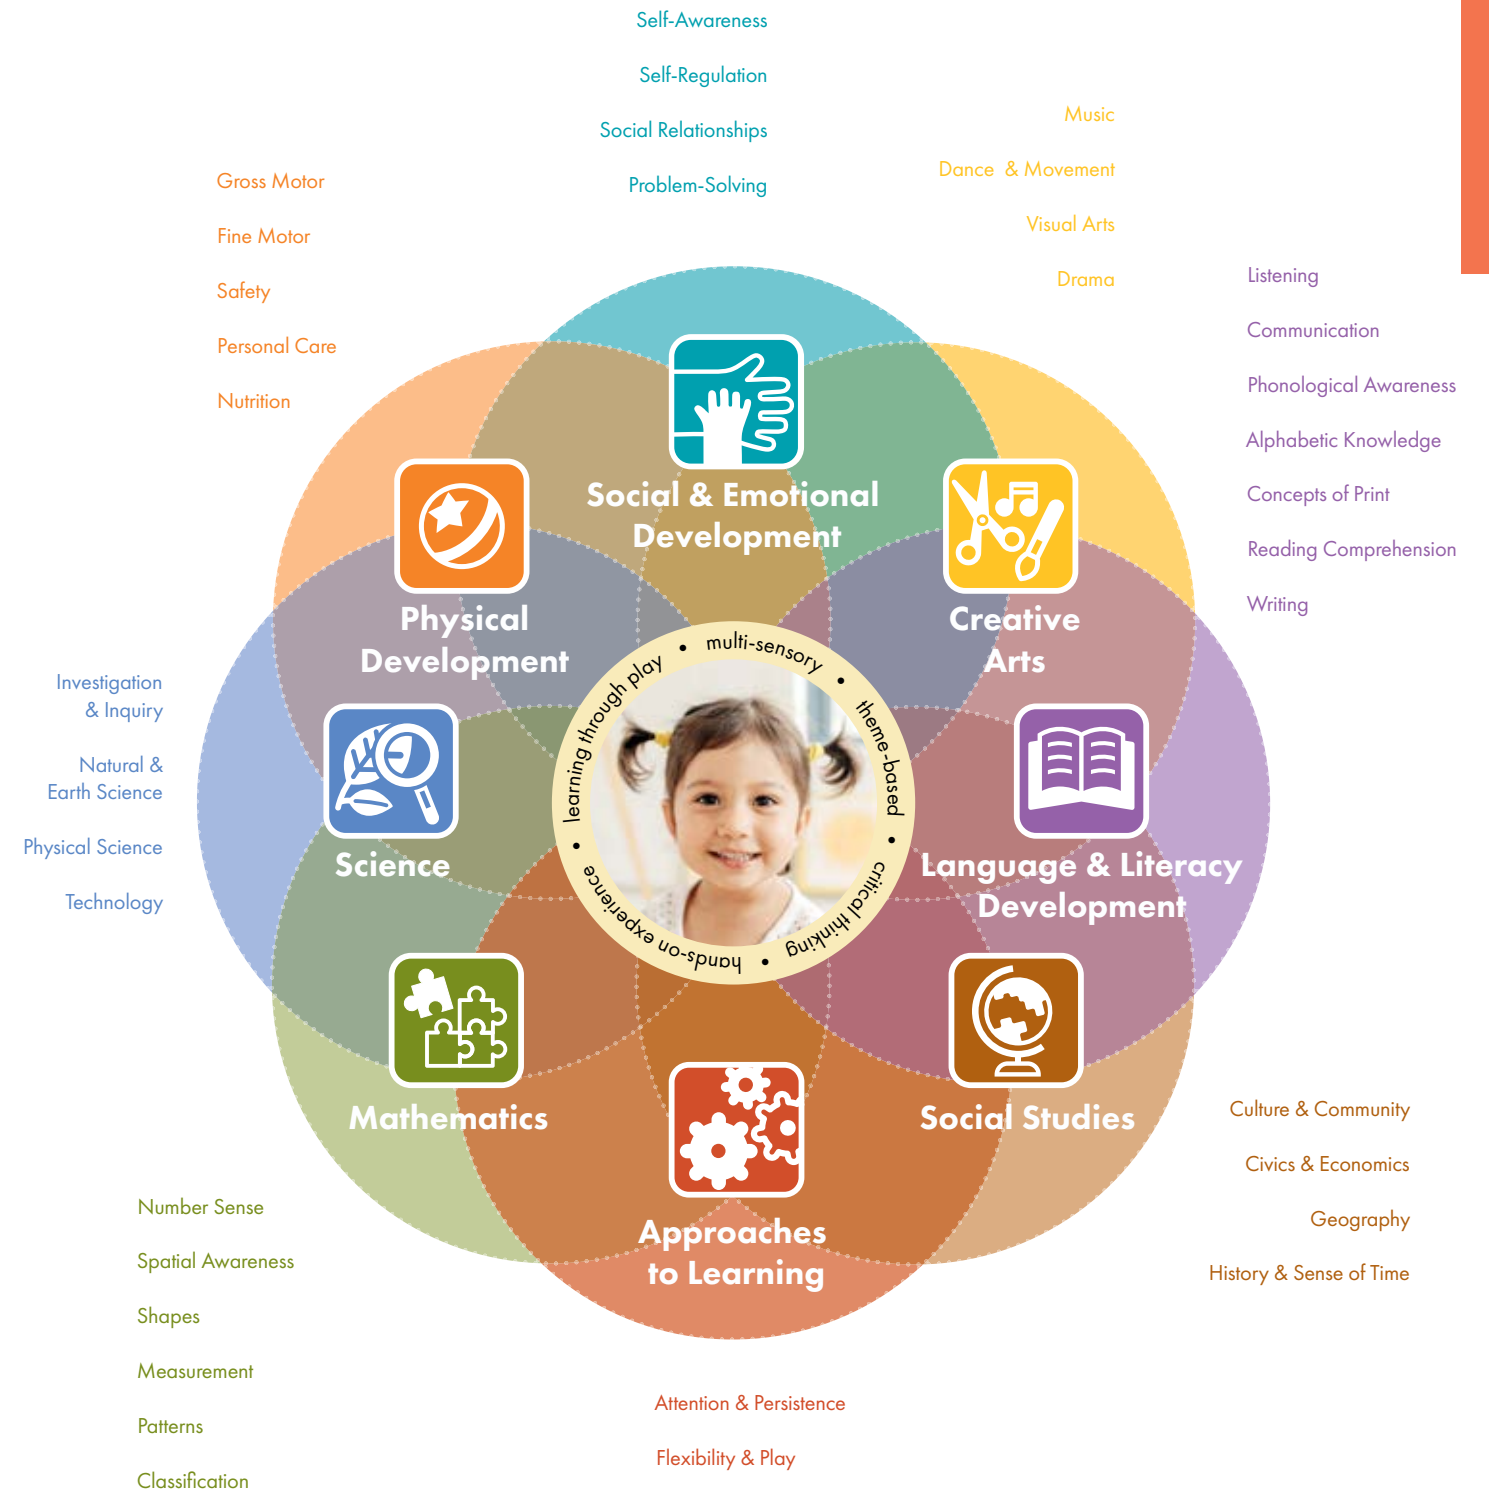 Self-Awareness
Self-Regulation
Social Relationships
Problem-Solving
Music
Dance & Movement
Visual Arts
Drama
Gross Motor
Fine Motor
Safety
Personal Care
Nutrition
Listening
Communication
Phonological Awareness
Alphabetic Knowledge
Concepts of Print
Reading Comprehension
Writing
Social & Emotional
Development
Physical
Development
Creative
Arts
learning through play • multi-sensory • theme-based • critical thinking • hands-on experience •
Investigation
& Inquiry
Natural &
Earth Science
Physical Science
Technology
Science
Language & Literacy
Development
Mathematics
Social Studies
Approaches
to Learning
Culture & Community
Civics & Economics
Geography
History & Sense of Time
Number Sense
Spatial Awareness
Shapes
Measurement
Patterns
Classification
Attention & Persistence
Flexibility & Play